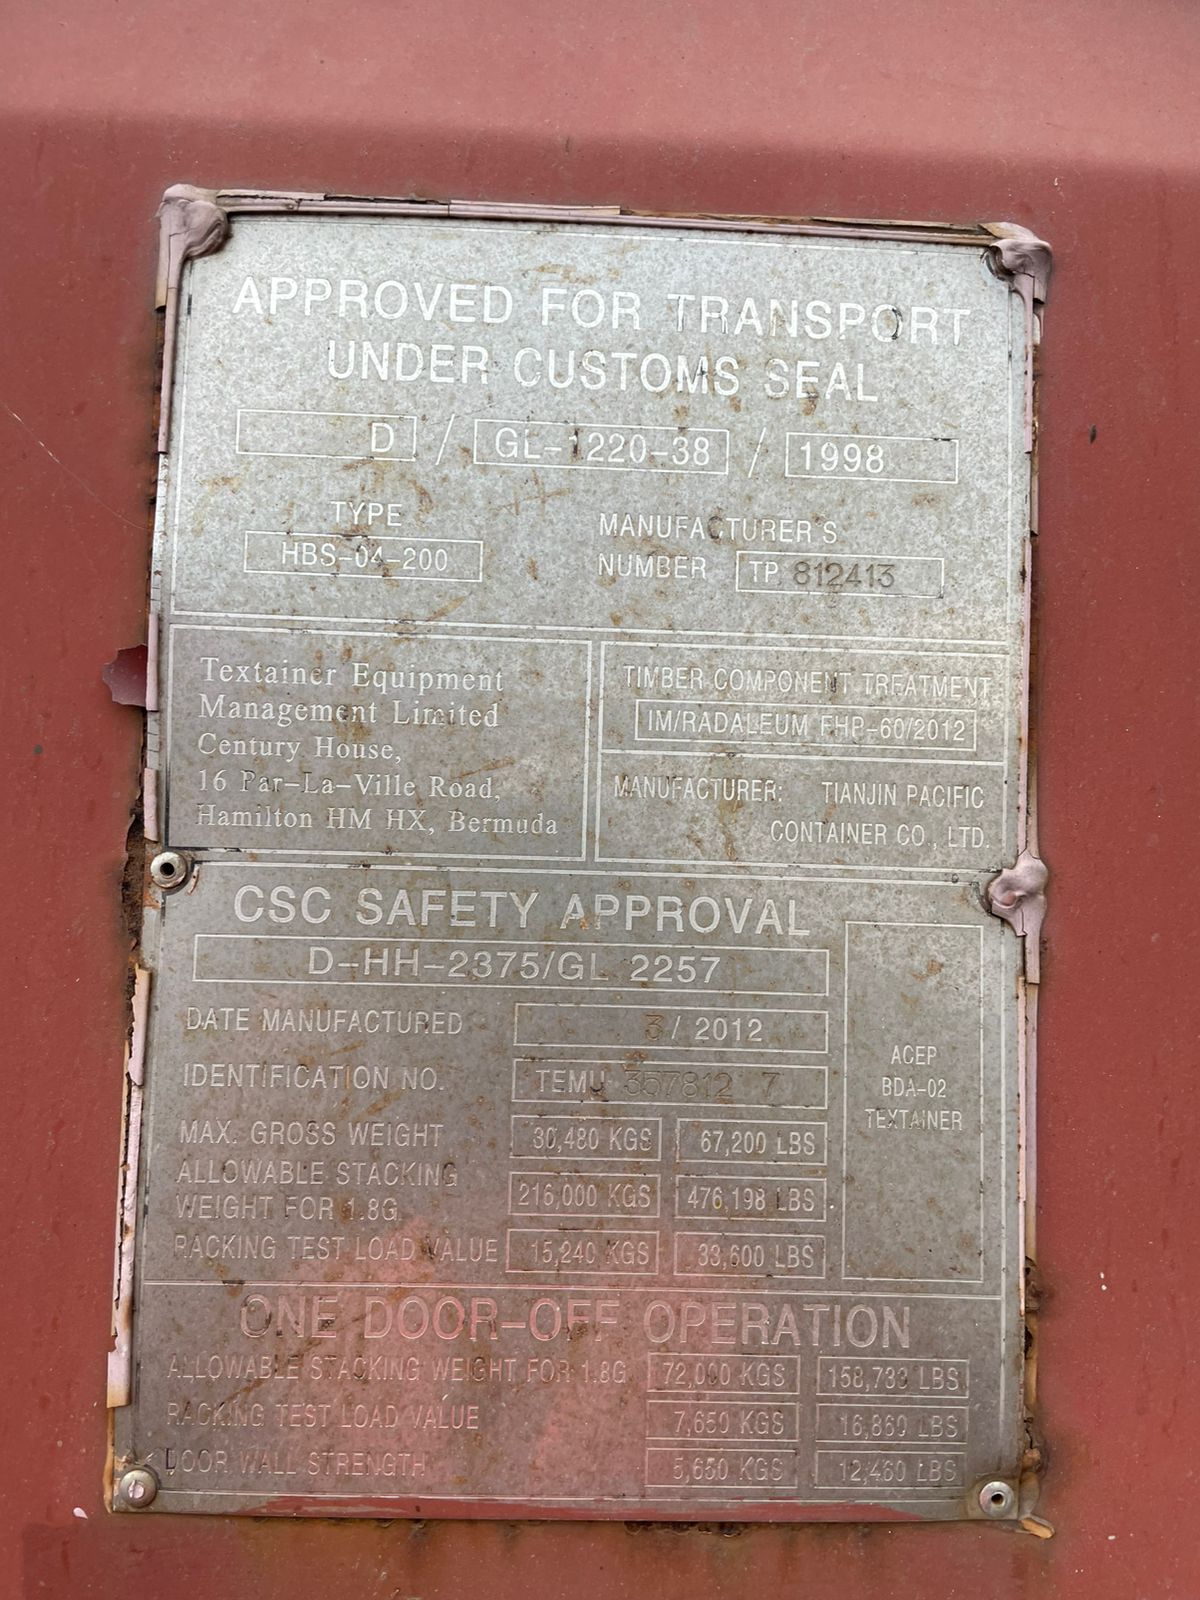 APPROVED FOR TRANSPORT
UNDER CUSTOMS SEAL
D / GL-1220-38 / 1998
TYPE
HBS-04-200
MANUFACTURER'S
NUMBER TP 812413
Textainer Equipment
Management Limited
Century House,
16 Par-La-Ville Road,
Hamilton HM HX, Bermuda
TIMBER COMPONENT TREATMENT
IM/RADALEUM FHP-60/2012
MANUFACTURER: TIANJIN PACIFIC
CONTAINER CO., LTD.
CSC SAFETY APPROVAL
D-HH-2375/GL 2257
DATE MANUFACTURED 3/ 2012
IDENTIFICATION NO. TEMU 357812 7
MAX. GROSS WEIGHT 30,480 KGS 67,200 LBS
ALLOWABLE STACKING
WEIGHT FOR 1.8G 216,000 KGS 476,198 LBS
RACKING TEST LOAD VALUE 15,240 KGS 33,600 LBS
ACEP
BDA-02
TEXTAINER
ONE DOOR-OFF OPERATION
ALLOWABLE STACKING WEIGHT FOR 1.8G 72,000 KGS 158,733 LBS
RACKING TEST LOAD VALUE 7,650 KGS 16,860 LBS
DOOR WALL STRENGTH 5,650 KGS 12,460 LBS